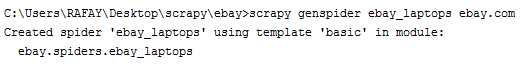 C:\Users\RAFAY\Desktop\scrapy\ebay>scrapy genspider ebay_laptops ebay.com
Created spider 'ebay_laptops' using template 'basic' in module:
  ebay.spiders.ebay_laptops